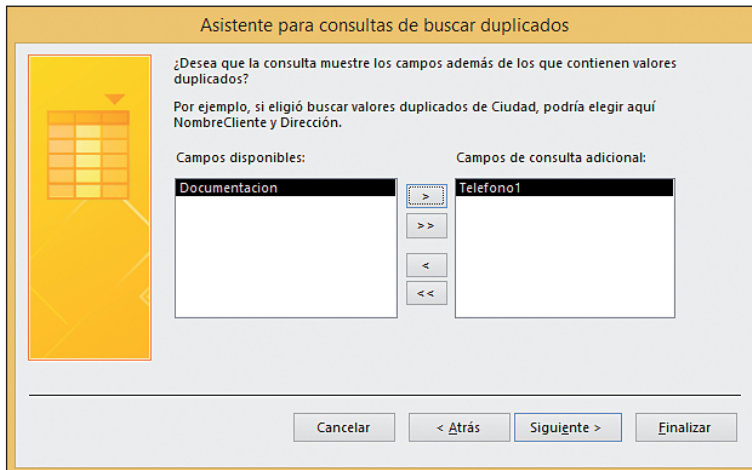 Asistente para consultas de buscar duplicados
¿Desea que la consulta muestre los campos además de los que contienen valores
duplicados?
Por ejemplo, si eligió buscar valores duplicados de Ciudad, podría elegir aquí
NombreCliente y Dirección.
Campos disponibles:
Campos de consulta adicional:
Documentacion
>
Telefono1
>>
<
<<
Cancelar
< Atrás
Siguiente >
Finalizar